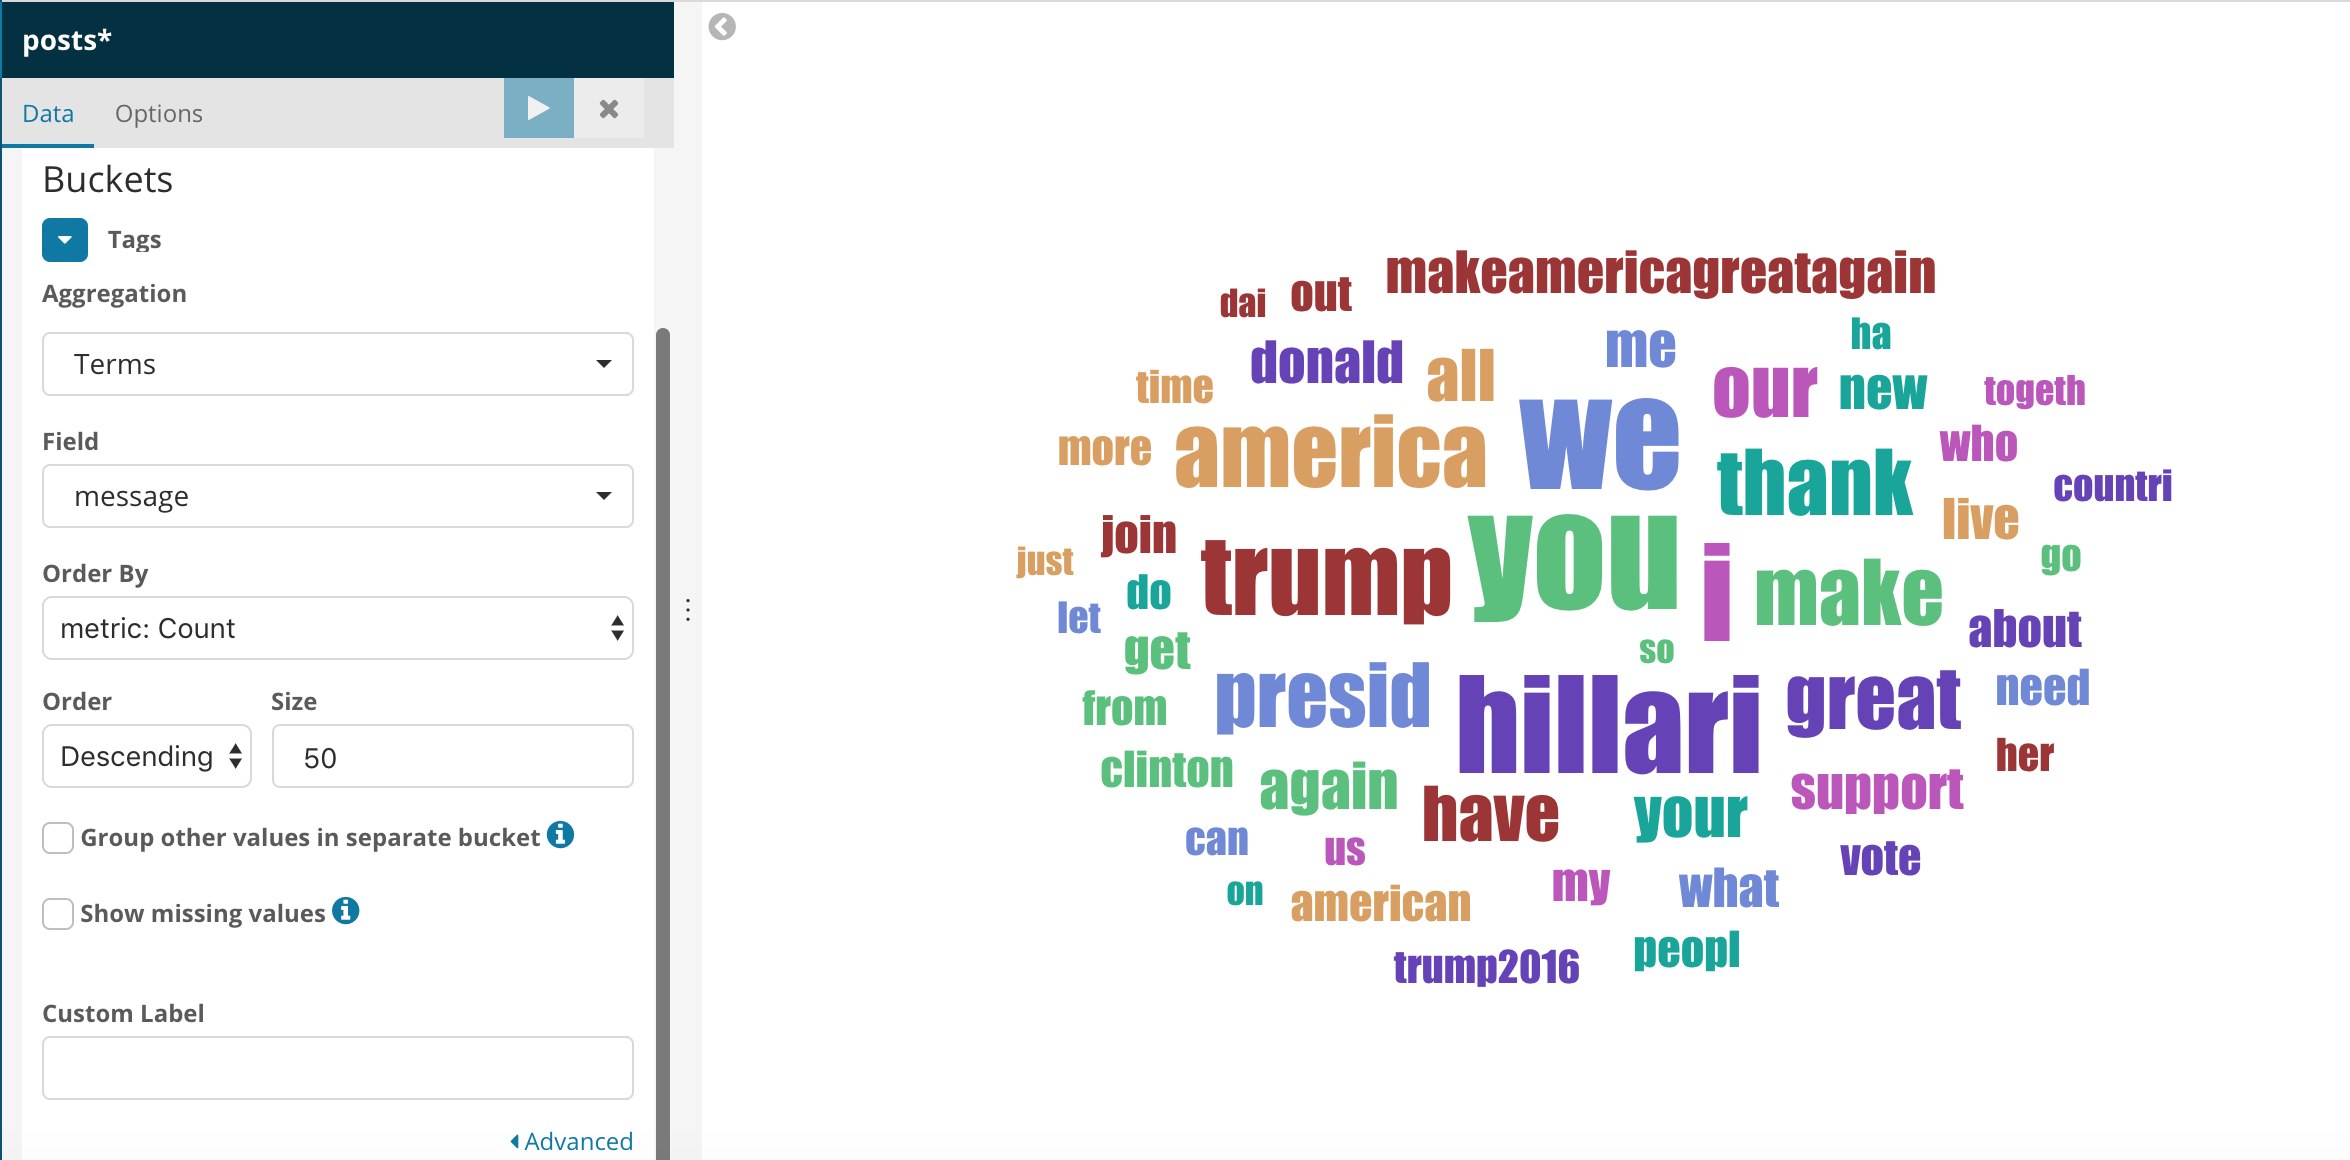 posts*
Data
Options
Buckets
Tags
Aggregation
Terms
Field
message
Order By
metric: Count
Order
Size
Descending
50
Group other values in separate bucket
Show missing values
Custom Label
Advanced
makeamericagreatagain
dai
out
ha
me
donald
all
our
new
time
togeth
we
america
more
who
thank
countri
live
join
just
trump
you
i
make
go
do
let
about
get
so
presid
hillari
great
need
from
her
clinton
again
support
have
your
can
us
vote
on
american
my
what
trump2016
peopl